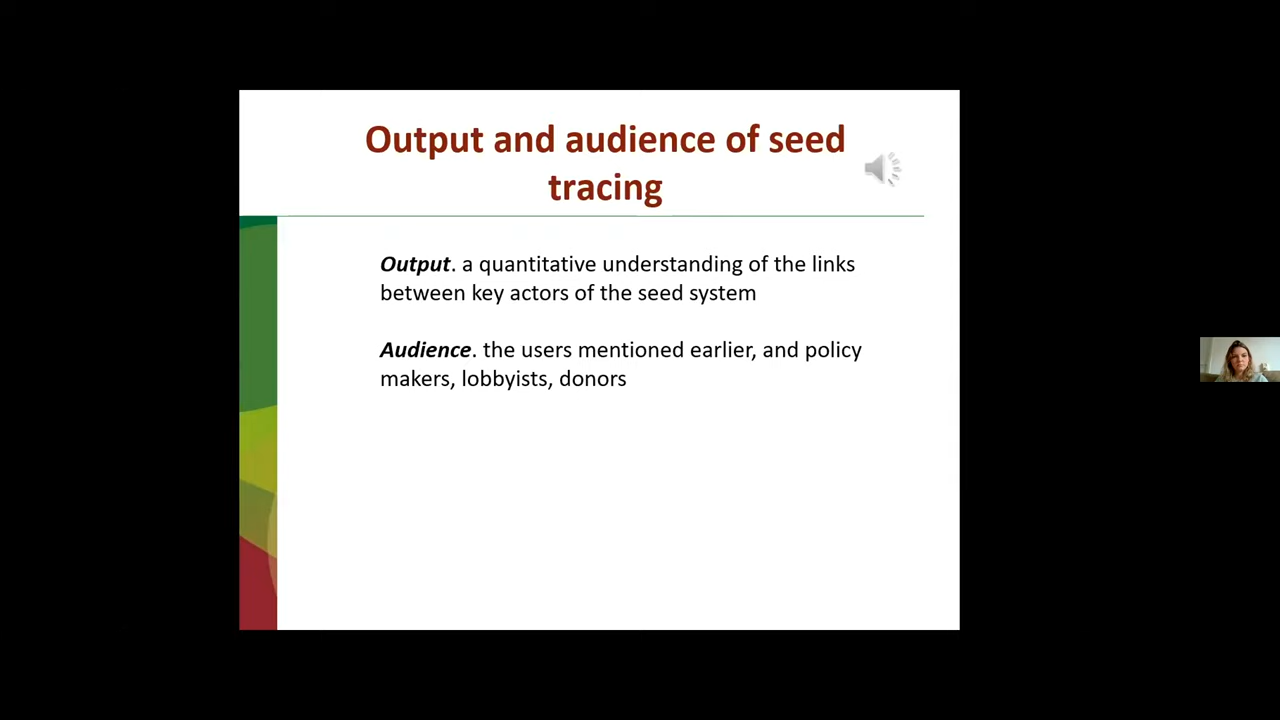 Output and audience of seed
tracing
Output. a quantitative understanding of the links
between key actors of the seed system
Audience. the users mentioned earlier, and policy
makers, lobbyists, donors